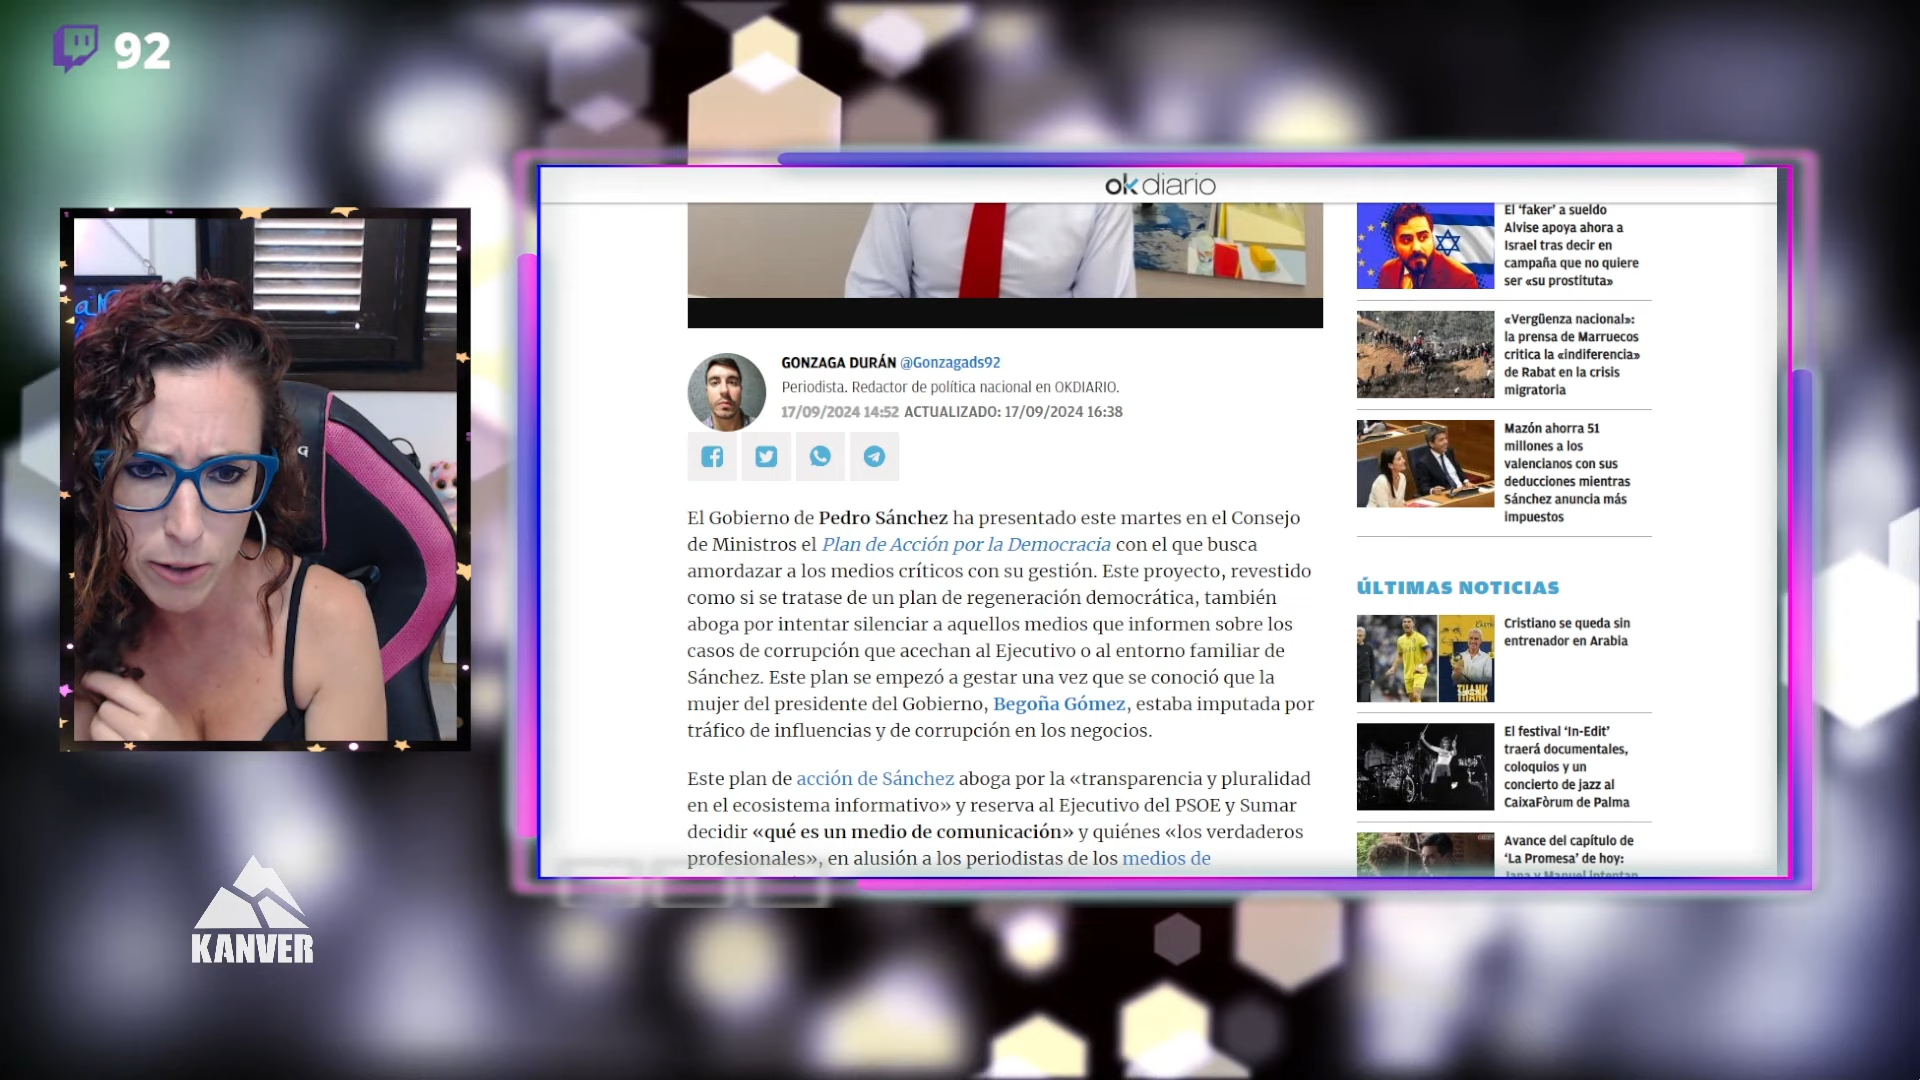 92
okdiario
GONZAGA DURÁN @Gonzagads92
Periodista. Redactor de política nacional en OKDIARIO.
17/09/2024 14:52 ACTUALIZADO: 17/09/2024 16:38
El Gobierno de Pedro Sánchez ha presentado este martes en el Consejo
de Ministros el Plan de Acción por la Democracia con el que busca
amordazar a los medios críticos con su gestión. Este proyecto, revestido
como si se tratase de un plan de regeneración democrática, también
aboga por intentar silenciar a aquellos medios que informen sobre los
casos de corrupción que acechan al Ejecutivo o al entorno familiar de
Sánchez. Este plan se empezó a gestar una vez que se conoció que la
mujer del presidente del Gobierno, Begoña Gómez, estaba imputada por
tráfico de influencias y de corrupción en los negocios.
Este plan de acción de Sánchez aboga por la «transparencia y pluralidad
en el ecosistema informativo» y reserva al Ejecutivo del PSOE y Sumar
decidir «qué es un medio de comunicación» y quiénes «los verdaderos
profesionales», en alusión a los periodistas de los medios de
El ‘faker’ a sueldo
Alvise apoya ahora a
Israel tras decir en
campaña que no quiere
ser «su prostituta»
«Vergüenza nacional»:
la prensa de Marruecos
critica la «indiferencia»
de Rabat en la crisis
migratoria
Mazón ahorra 51
millones a los
valencianos con sus
deducciones mientras
Sánchez anuncia más
impuestos
ÚLTIMAS NOTICIAS
Cristiano se queda sin
entrenador en Arabia
THANK
El festival ‘In-Edit’
traerá documentales,
coloquios y un
concierto de jazz al
CaixaFòrum de Palma
Avance del capítulo de
‘La Promesa’ de hoy:
Jana y Manuel intentan
KANVER